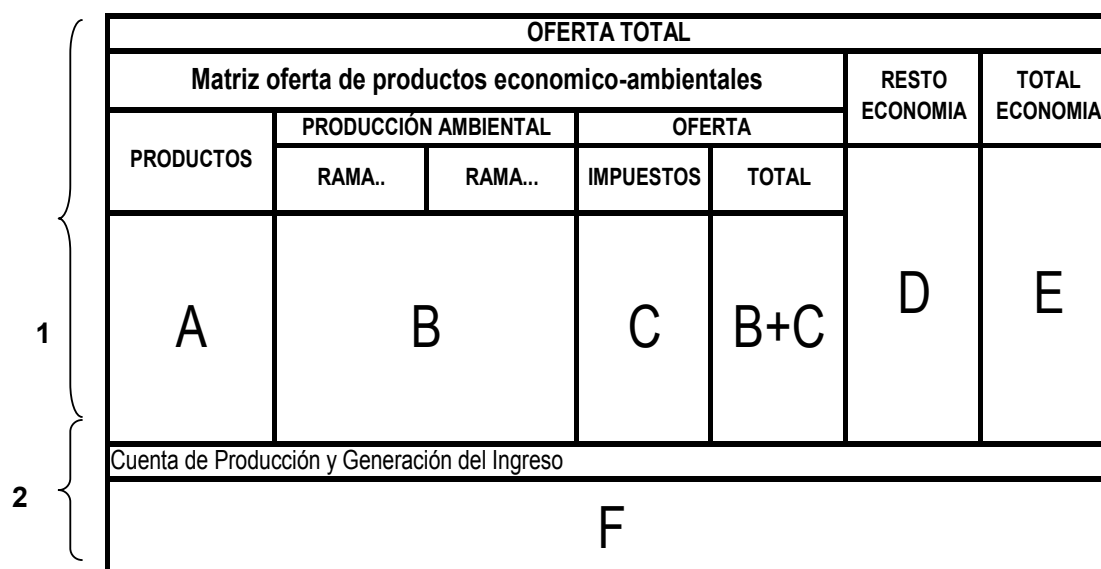 OFERTA TOTAL
Matriz oferta de productos economico-ambientales
RESTO ECONOMIA
TOTAL ECONOMIA
PRODUCTOS
PRODUCCIÓN AMBIENTAL
OFERTA
RAMA..
RAMA...
IMPUESTOS
TOTAL
1
A
B
C
B+C
D
E
Cuenta de Producción y Generación del Ingreso
2
F